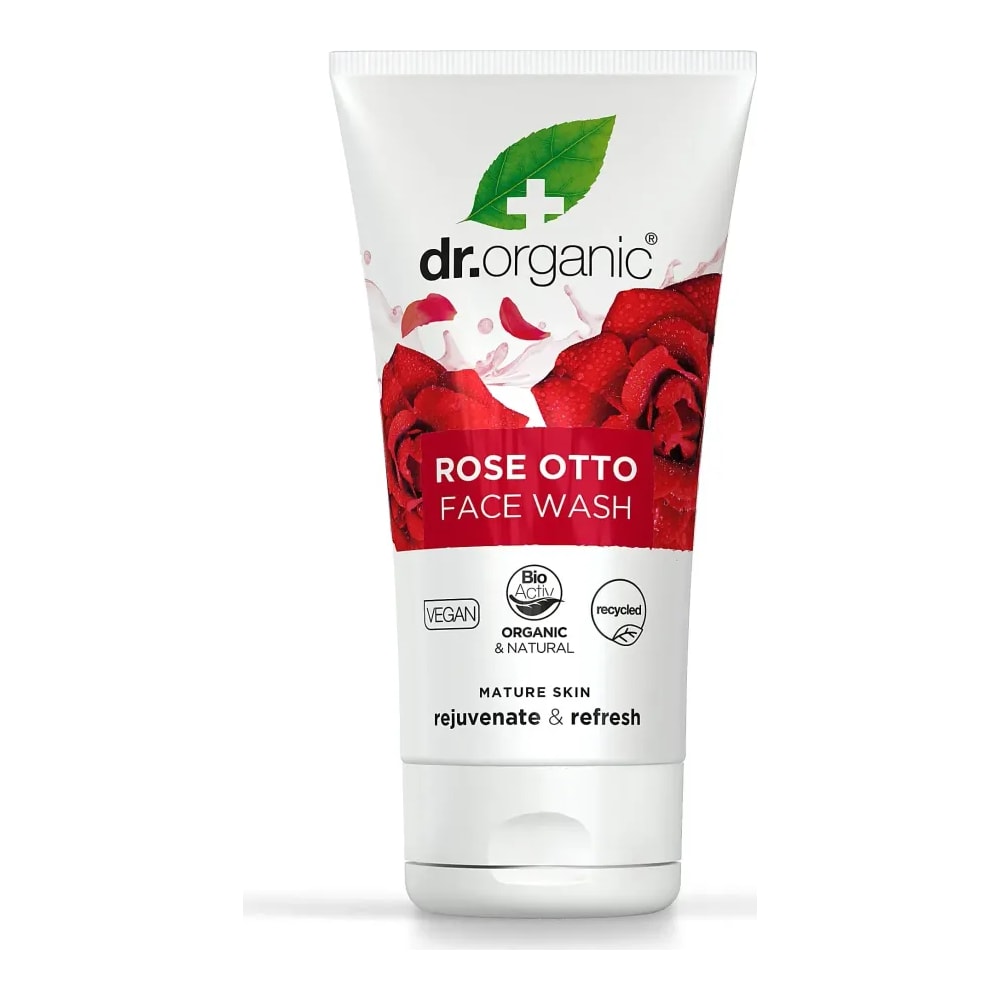 dr.organic®
ROSE OTTO
FACE WASH
VEGAN
Bio
Activ
ORGANIC
& NATURAL
recycled
MATURE SKIN
rejuvenate & refresh